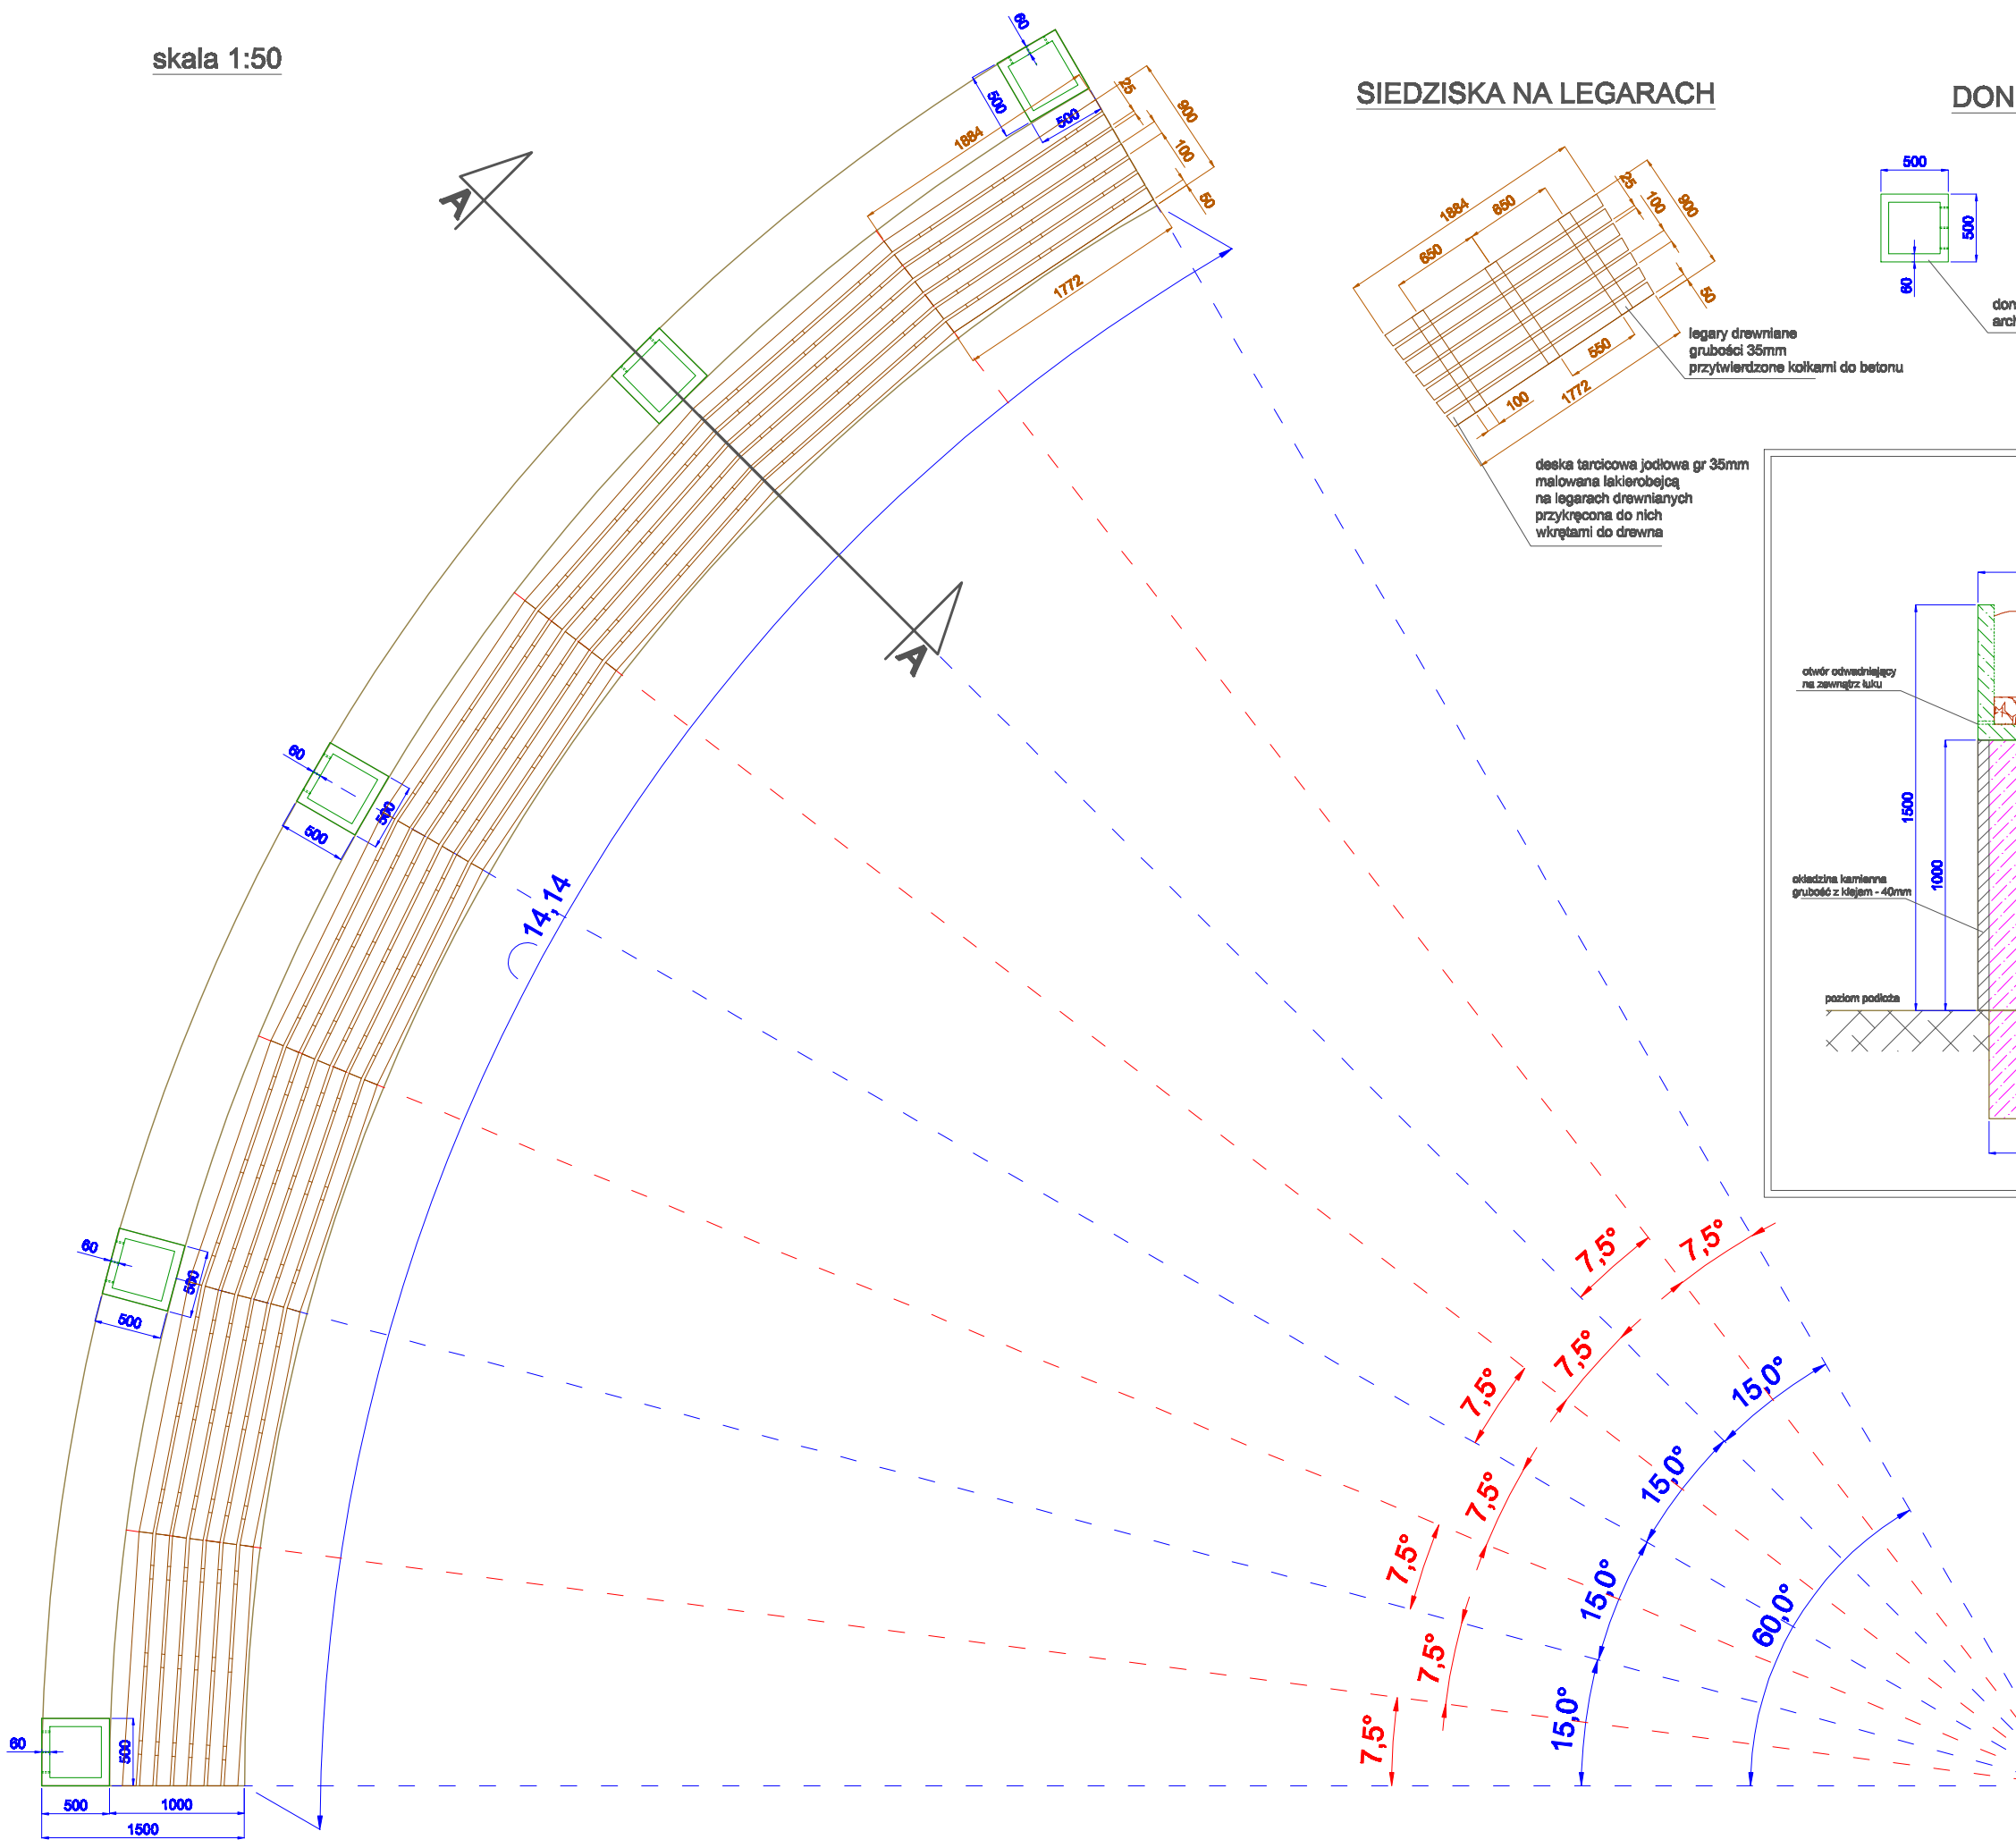 skala 1:50
SIEDZISKA NA LEGARACH
DON
60
500
500
1884
25
900
100
50
1772
A
A
1884
650
650
25
100
900
50
550
1772
100
legary drewniane
grubości 35mm
przytwierdzone kołkami do betonu
deska tarcicowa jodłowa gr 35mm
malowana lakierobejcą
na legarach drewnianych
przykręcona do nich
wkrętami do drewna
500
500
60
don
arch
otwór odwadniający
na zewnątrz łuku
1500
1000
okładzina kamienna
grubość z klejem - 40mm
poziom podłoża
60
500
500
14,14
60
500
500
60
500
500
1000
1500
7,5°
7,5°
7,5°
7,5°
7,5°
7,5°
7,5°
7,5°
15,0°
15,0°
15,0°
15,0°
60,0°